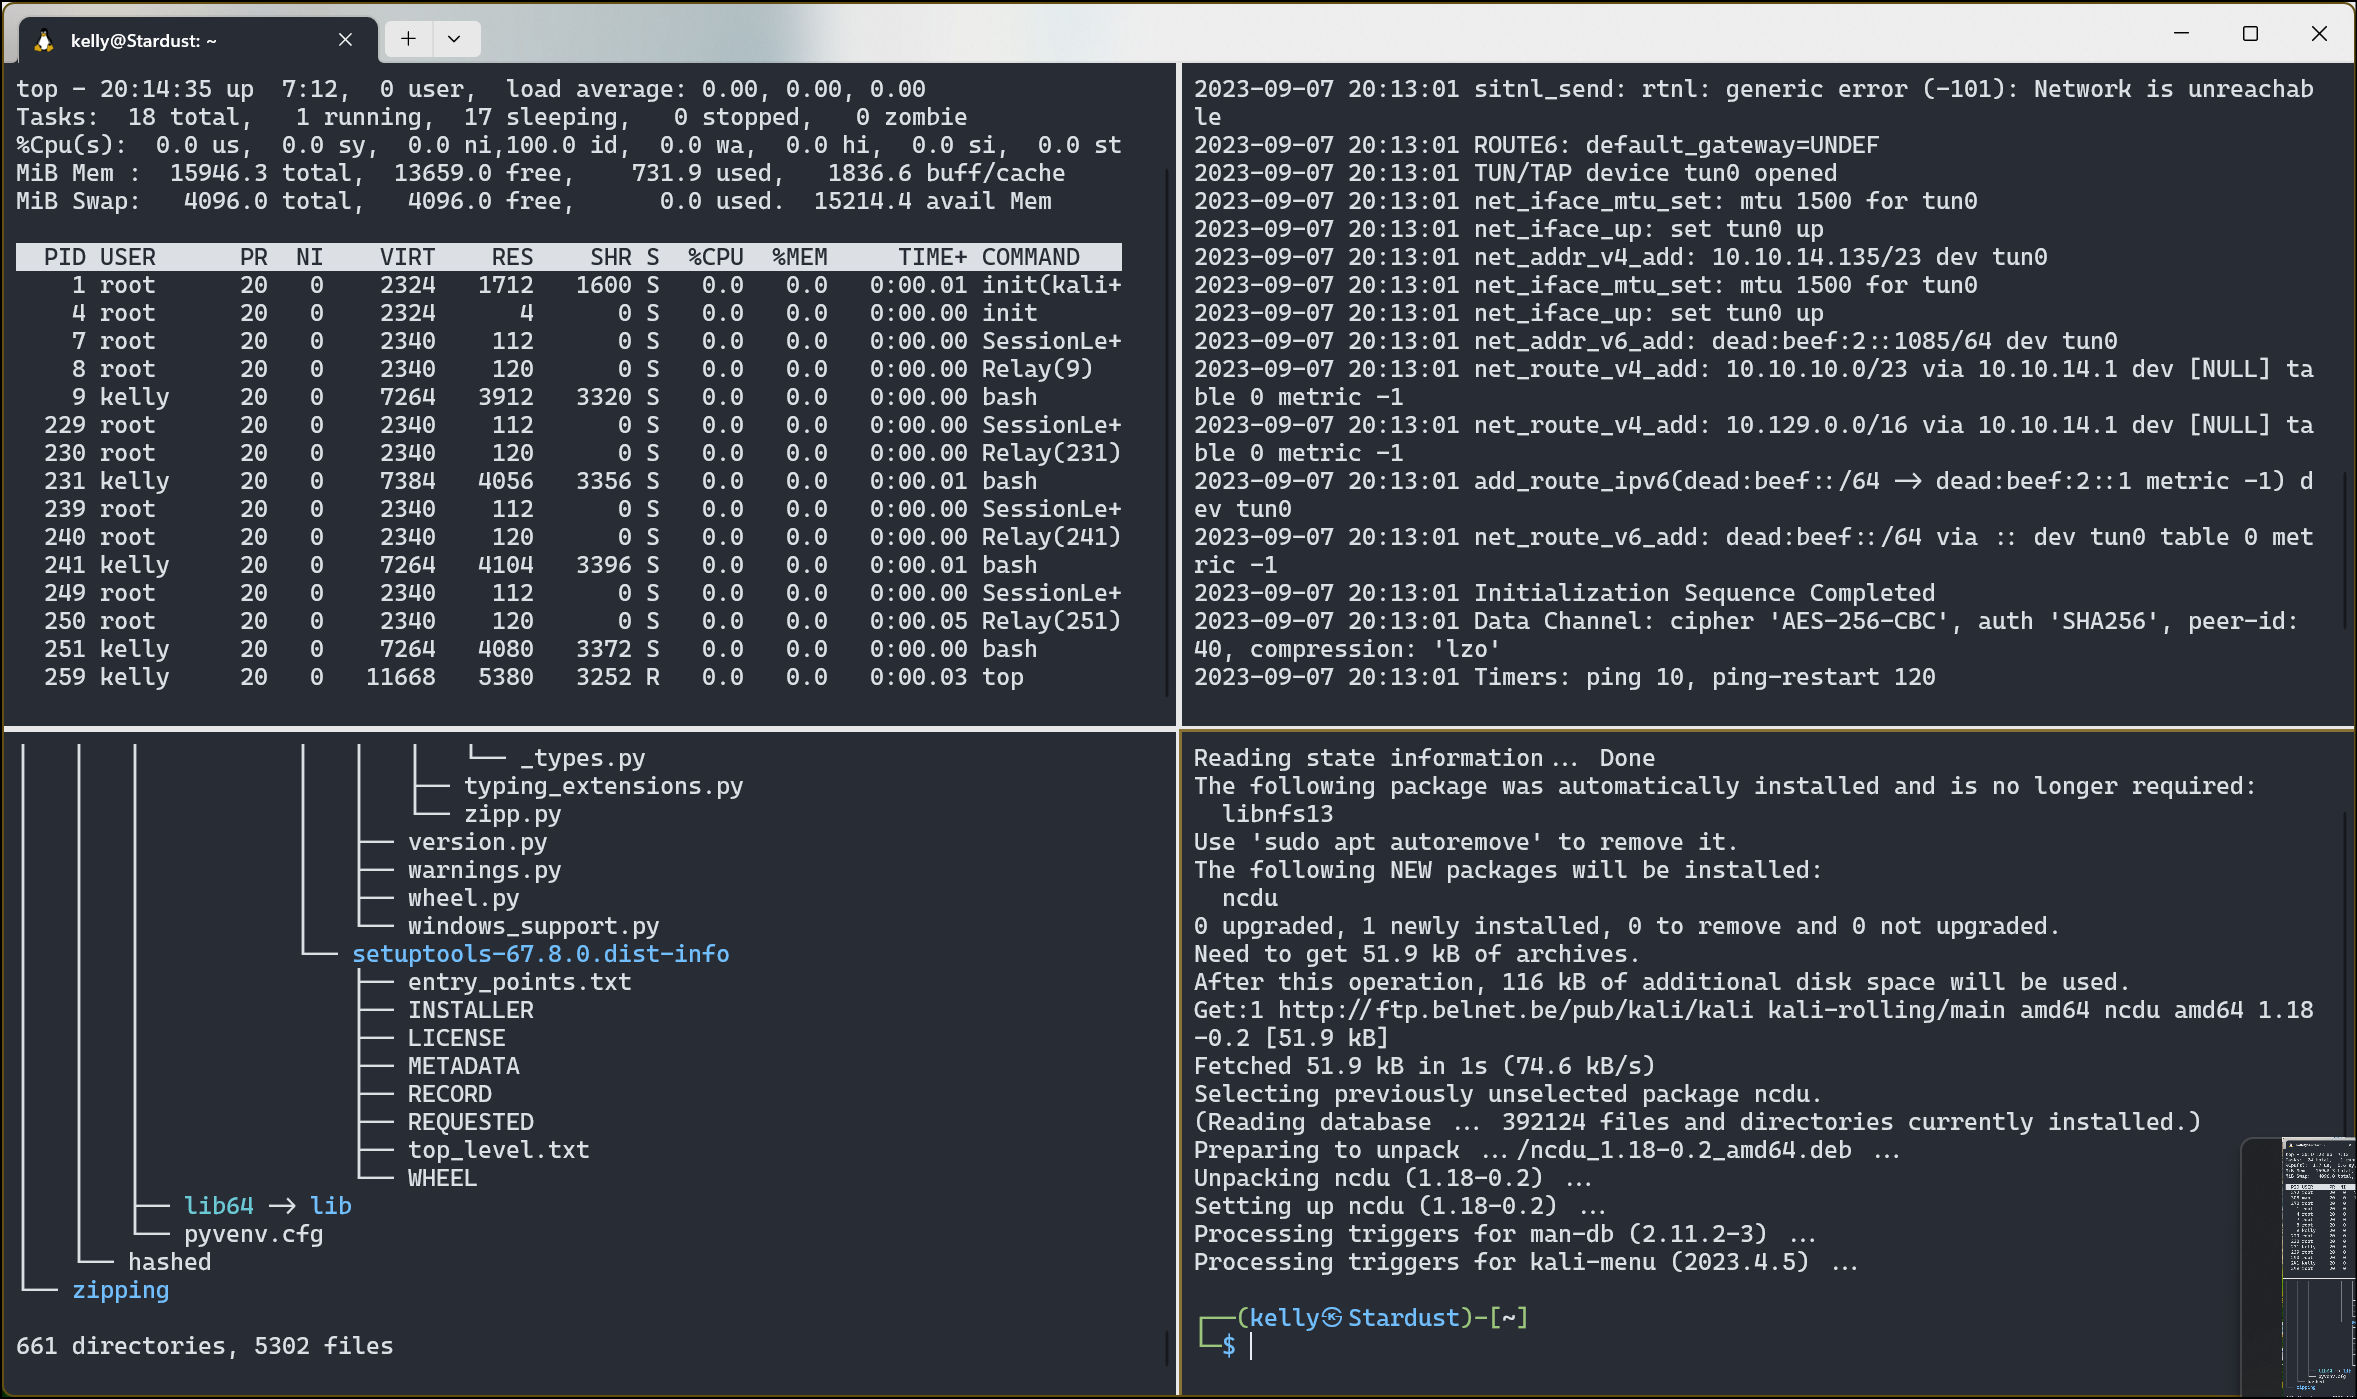 kelly@Stardust: ~
top - 20:14:35 up  7:12,  0 user,  load average: 0.00, 0.00, 0.00
Tasks:  18 total,   1 running,  17 sleeping,   0 stopped,   0 zombie
%Cpu(s):  0.0 us,  0.0 sy,  0.0 ni,100.0 id,  0.0 wa,  0.0 hi,  0.0 si,  0.0 st
MiB Mem :  15946.3 total,  13659.0 free,    731.9 used,   1836.6 buff/cache
MiB Swap:   4096.0 total,   4096.0 free,      0.0 used.  15214.4 avail Mem
PID USER      PR  NI    VIRT    RES    SHR S  %CPU  %MEM     TIME+ COMMAND
1 root      20   0    2324   1712   1600 S   0.0   0.0   0:00.01 init(kali+
4 root      20   0    2324      4      0 S   0.0   0.0   0:00.00 init
7 root      20   0    2340    112      0 S   0.0   0.0   0:00.00 SessionLe+
8 root      20   0    2340    120      0 S   0.0   0.0   0:00.00 Relay(9)
9 kelly     20   0    7264   3912   3320 S   0.0   0.0   0:00.00 bash
229 root      20   0    2340    112      0 S   0.0   0.0   0:00.00 SessionLe+
230 root      20   0    2340    120      0 S   0.0   0.0   0:00.00 Relay(231)
231 kelly     20   0    7384   4056   3356 S   0.0   0.0   0:00.01 bash
239 root      20   0    2340    112      0 S   0.0   0.0   0:00.00 SessionLe+
240 root      20   0    2340    120      0 S   0.0   0.0   0:00.00 Relay(241)
241 kelly     20   0    7264   4104   3396 S   0.0   0.0   0:00.01 bash
249 root      20   0    2340    112      0 S   0.0   0.0   0:00.00 SessionLe+
250 root      20   0    2340    120      0 S   0.0   0.0   0:00.05 Relay(251)
251 kelly     20   0    7264   4080   3372 S   0.0   0.0   0:00.00 bash
259 kelly     20   0   11668   5380   3252 R   0.0   0.0   0:00.03 top
2023-09-07 20:13:01 sitnl_send: rtnl: generic error (-101): Network is unreachab
le
2023-09-07 20:13:01 ROUTE6: default_gateway=UNDEF
2023-09-07 20:13:01 TUN/TAP device tun0 opened
2023-09-07 20:13:01 net_iface_mtu_set: mtu 1500 for tun0
2023-09-07 20:13:01 net_iface_up: set tun0 up
2023-09-07 20:13:01 net_addr_v4_add: 10.10.14.135/23 dev tun0
2023-09-07 20:13:01 net_iface_mtu_set: mtu 1500 for tun0
2023-09-07 20:13:01 net_iface_up: set tun0 up
2023-09-07 20:13:01 net_addr_v6_add: dead:beef:2::1085/64 dev tun0
2023-09-07 20:13:01 net_route_v4_add: 10.10.10.0/23 via 10.10.14.1 dev [NULL] ta
ble 0 metric -1
2023-09-07 20:13:01 net_route_v4_add: 10.129.0.0/16 via 10.10.14.1 dev [NULL] ta
ble 0 metric -1
2023-09-07 20:13:01 add_route_ipv6(dead:beef::/64 -> dead:beef:2::1 metric -1) d
ev tun0
2023-09-07 20:13:01 net_route_v6_add: dead:beef::/64 via :: dev tun0 table 0 met
ric -1
2023-09-07 20:13:01 Initialization Sequence Completed
2023-09-07 20:13:01 Data Channel: cipher 'AES-256-CBC', auth 'SHA256', peer-id:
40, compression: 'lzo'
2023-09-07 20:13:01 Timers: ping 10, ping-restart 120
_types.py
typing_extensions.py
zipp.py
version.py
warnings.py
wheel.py
windows_support.py
setuptools-67.8.0.dist-info
entry_points.txt
INSTALLER
LICENSE
METADATA
RECORD
REQUESTED
top_level.txt
WHEEL
lib64 -> lib
pyvenv.cfg
hashed
zipping
661 directories, 5302 files
Reading state information... Done
The following package was automatically installed and is no longer required:
libnfs13
Use 'sudo apt autoremove' to remove it.
The following NEW packages will be installed:
ncdu
0 upgraded, 1 newly installed, 0 to remove and 0 not upgraded.
Need to get 51.9 kB of archives.
After this operation, 116 kB of additional disk space will be used.
Get:1 http://ftp.belnet.be/pub/kali/kali kali-rolling/main amd64 ncdu amd64 1.18
-0.2 [51.9 kB]
Fetched 51.9 kB in 1s (74.6 kB/s)
Selecting previously unselected package ncdu.
(Reading database ... 392124 files and directories currently installed.)
Preparing to unpack .../ncdu_1.18-0.2_amd64.deb ...
Unpacking ncdu (1.18-0.2) ...
Setting up ncdu (1.18-0.2) ...
Processing triggers for man-db (2.11.2-3) ...
Processing triggers for kali-menu (2023.4.5) ...
┌──(kelly㉿Stardust)-[~]
└─$